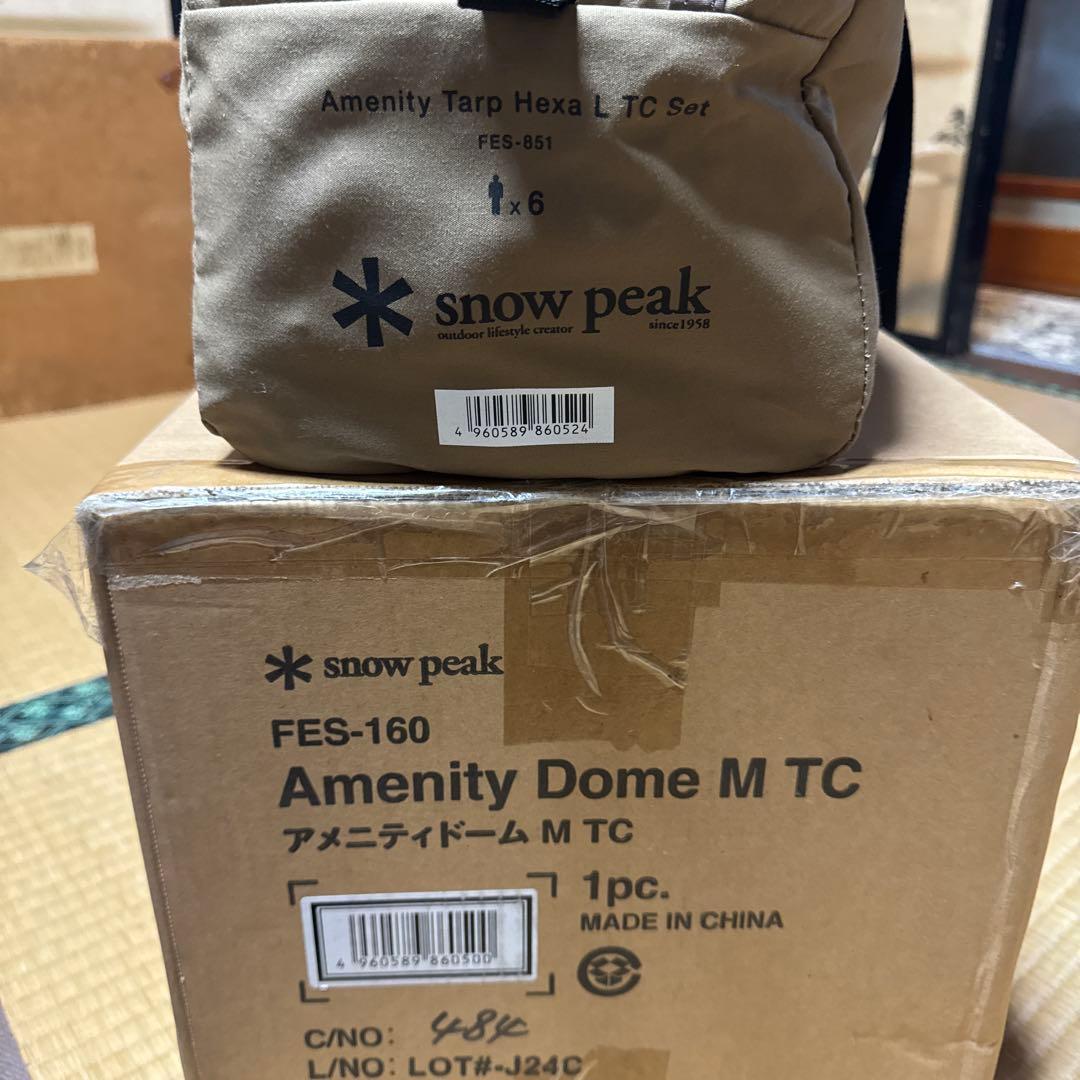 Amenity Tarp Hexa L TC Set
FES-851
x 6
snow peak
outdoor lifestyle creator since1958
4 960589 860524
snow peak
FES-160
Amenity Dome M TC
アメニティドーム M TC
1pc.
MADE IN CHINA
4 960589 860500
C/NO: 484
L/NO: LOT#-J24C